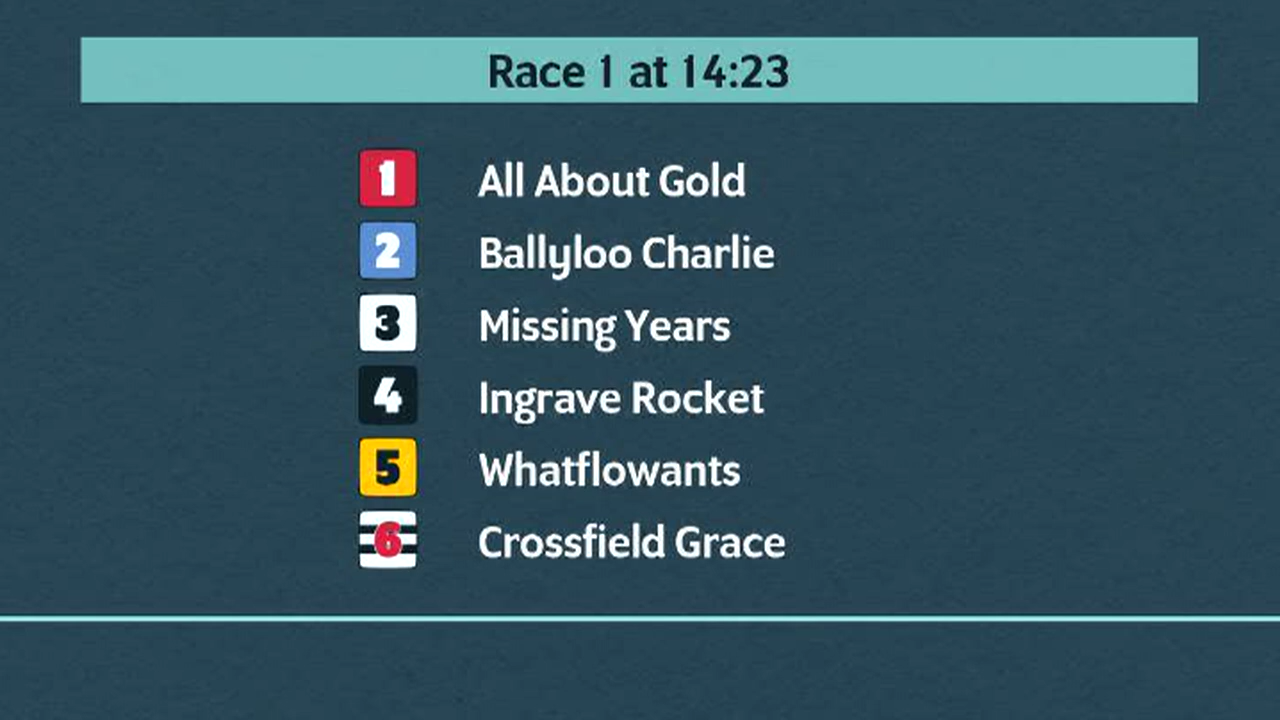 Race 1 at 14:23
1 All About Gold
2 Ballyloo Charlie
3 Missing Years
4 Ingrave Rocket
5 Whatflowants
6 Crossfield Grace